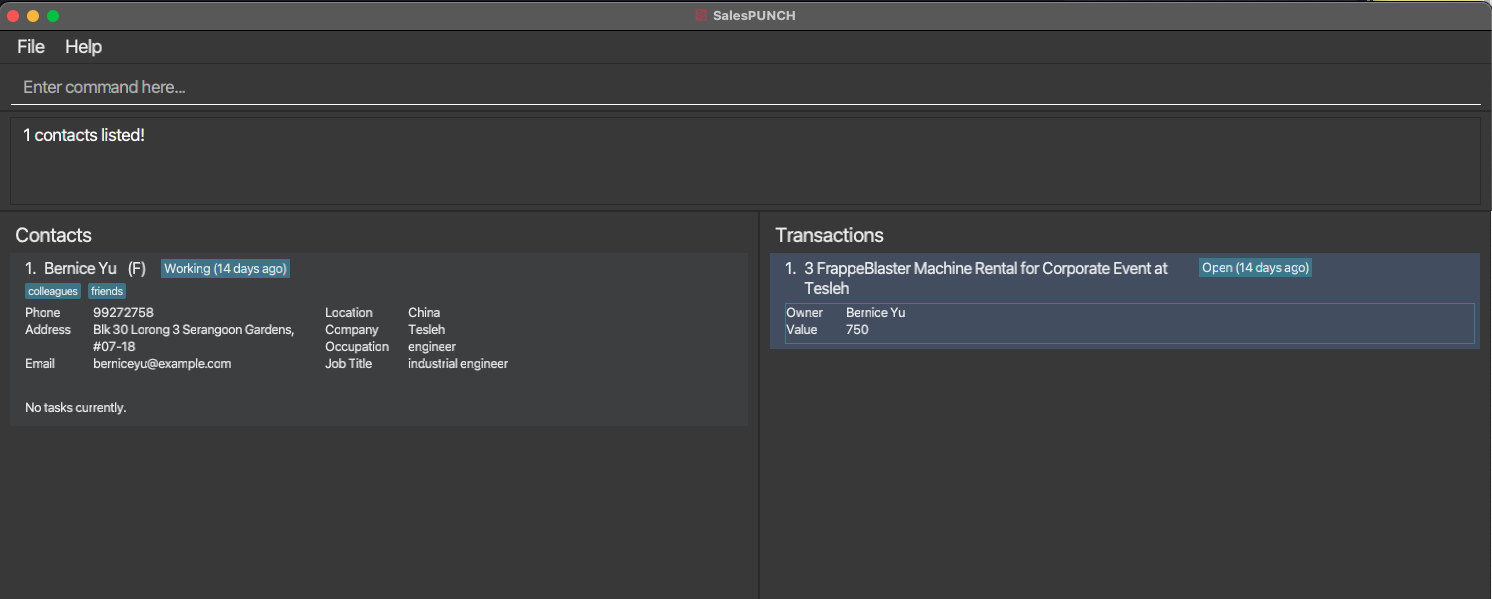 SalesPUNCH
File Help
Enter command here...
1 contacts listed!
Contacts
1. Bernice Yu (F) Working (14 days ago)
colleagues friends
Phone 99272758
Address Blk 30 Lorong 3 Serangoon Gardens,
#07-18
Email berniceyu@example.com
Location China
Company Tesleh
Occupation engineer
Job Title industrial engineer
No tasks currently.
Transactions
1. 3 FrappeBlaster Machine Rental for Corporate Event at
Tesleh
Open (14 days ago)
Owner Bernice Yu
Value 750